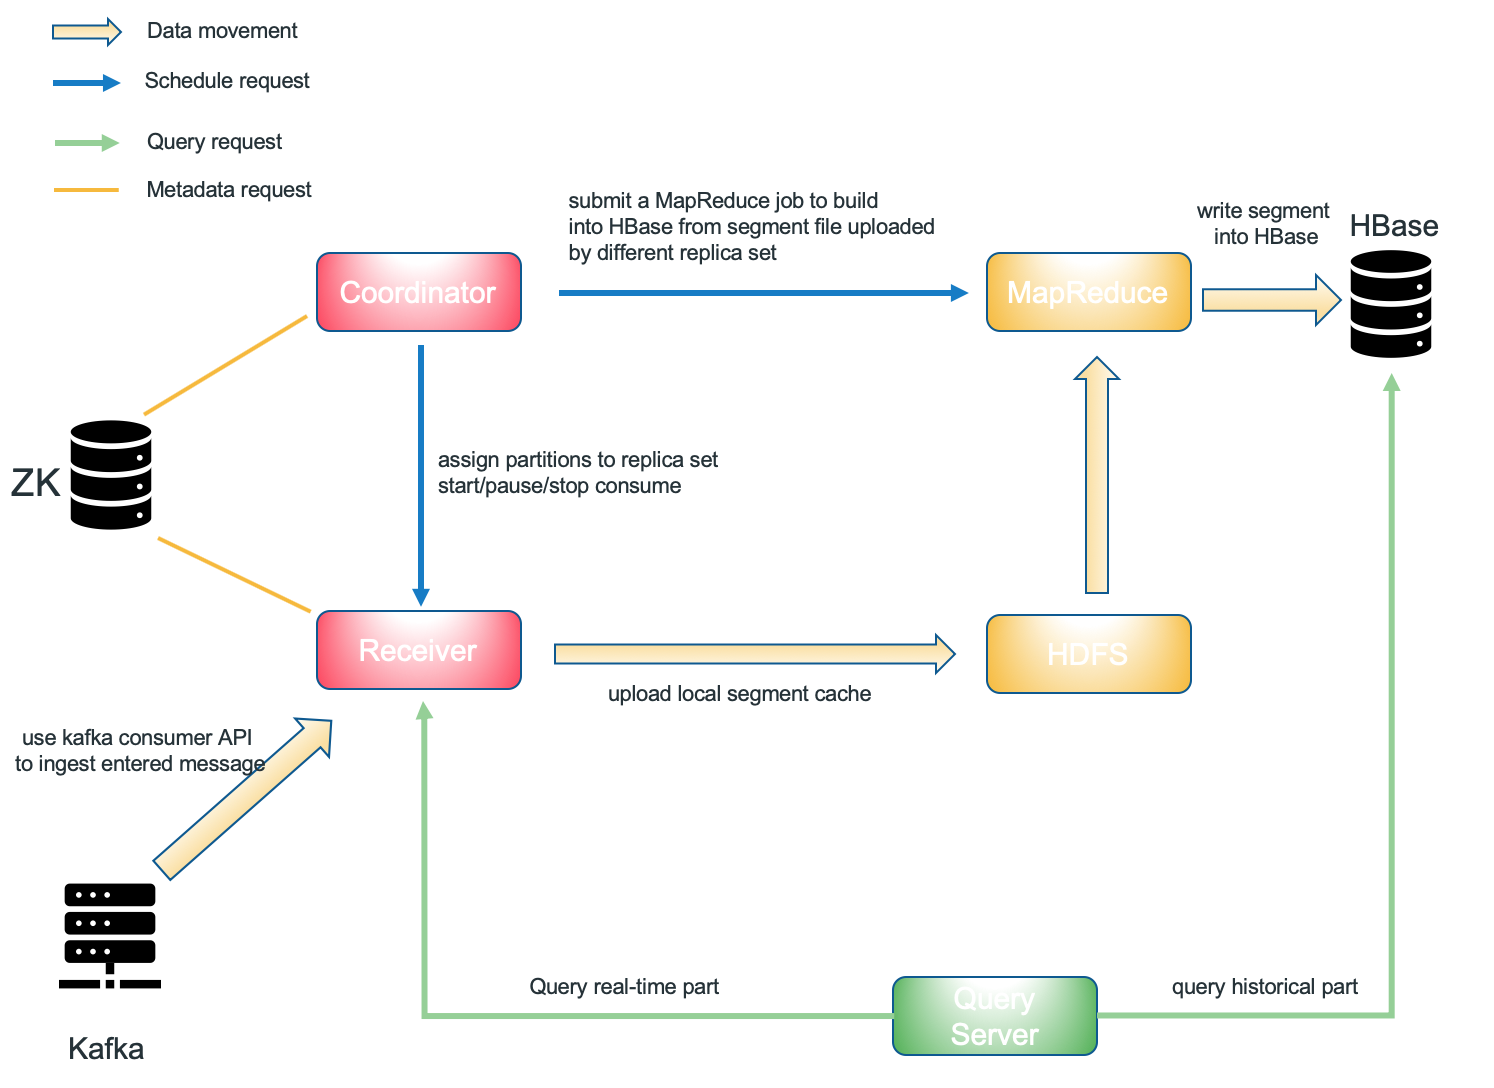 Data movement
Schedule request
Query request
Metadata request
submit a MapReduce job to build
into HBase from segment file uploaded
by different replica set
write segment
into HBase
HBase
Coordinator
MapReduce
ZK
assign partitions to replica set
start/pause/stop consume
Receiver
HDFS
upload local segment cache
use kafka consumer API
to ingest entered message
Query real-time part
Query
Server
query historical part
Kafka